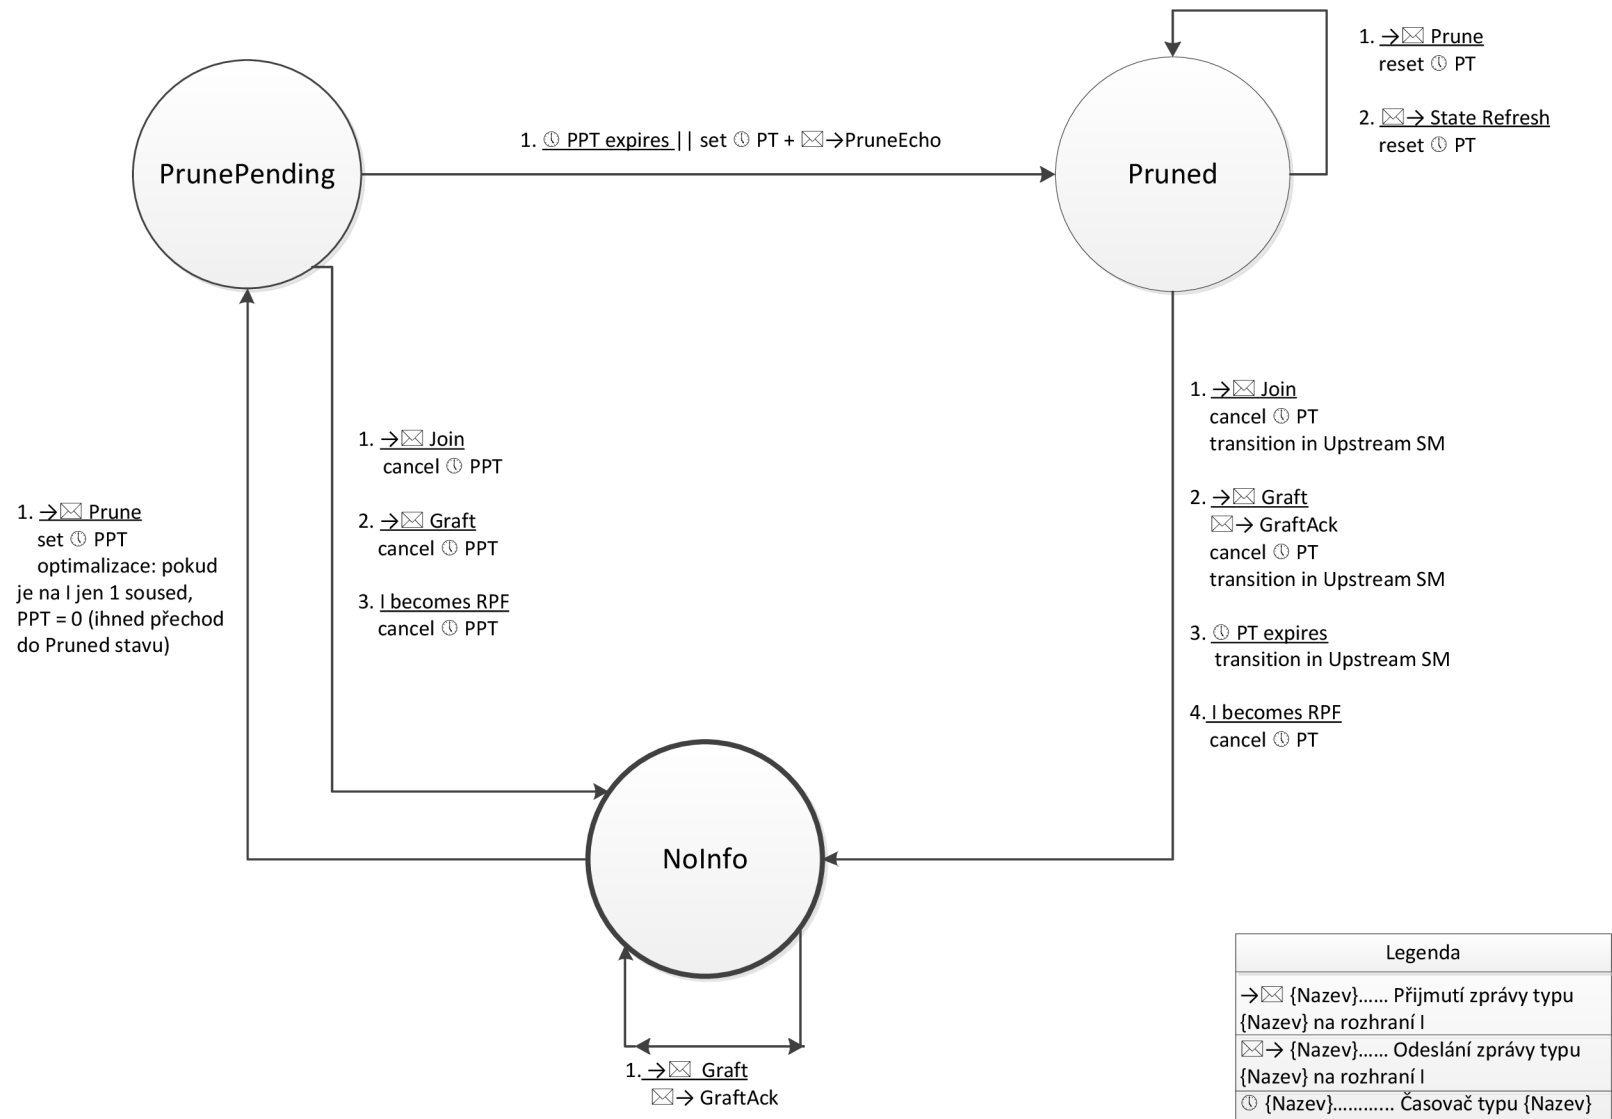 1. →✉ Prune
reset 🕔 PT
2. ✉→ State Refresh
reset 🕔 PT
1. 🕔 PPT expires || set 🕔 PT + ✉→PruneEcho
PrunePending
Pruned
1. →✉ Join
cancel 🕔 PT
transition in Upstream SM
2. →✉ Graft
✉→ GraftAck
cancel 🕔 PT
transition in Upstream SM
3. 🕔 PT expires
transition in Upstream SM
4. I becomes RPF
cancel 🕔 PT
1. →✉ Join
cancel 🕔 PPT
2. →✉ Graft
cancel 🕔 PPT
3. I becomes RPF
cancel 🕔 PPT
1. →✉ Prune
set 🕔 PPT
optimalizace: pokud
je na I jen 1 soused,
PPT = 0 (ihned přechod
do Pruned stavu)
NoInfo
1. →✉ Graft
✉→ GraftAck
Legenda
→✉ {Nazev}...... Přijmutí zprávy typu
{Nazev} na rozhraní I
✉→ {Nazev}...... Odeslání zprávy typu
{Nazev} na rozhraní I
🕔 {Nazev}............ Časovač typu {Nazev}